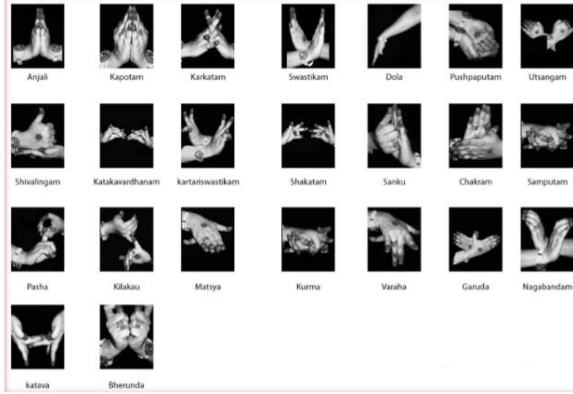 Anjali Kapotam Karkatam Swastikam Dola Pushpaputam Utsangam
Shivalingam Katakavardhanam kartariswastikam Shakatam Sanku Chakram Samputam
Pasha Kilakau Matsya Kurma Varaha Garuda Nagabandam
katava Bherunda